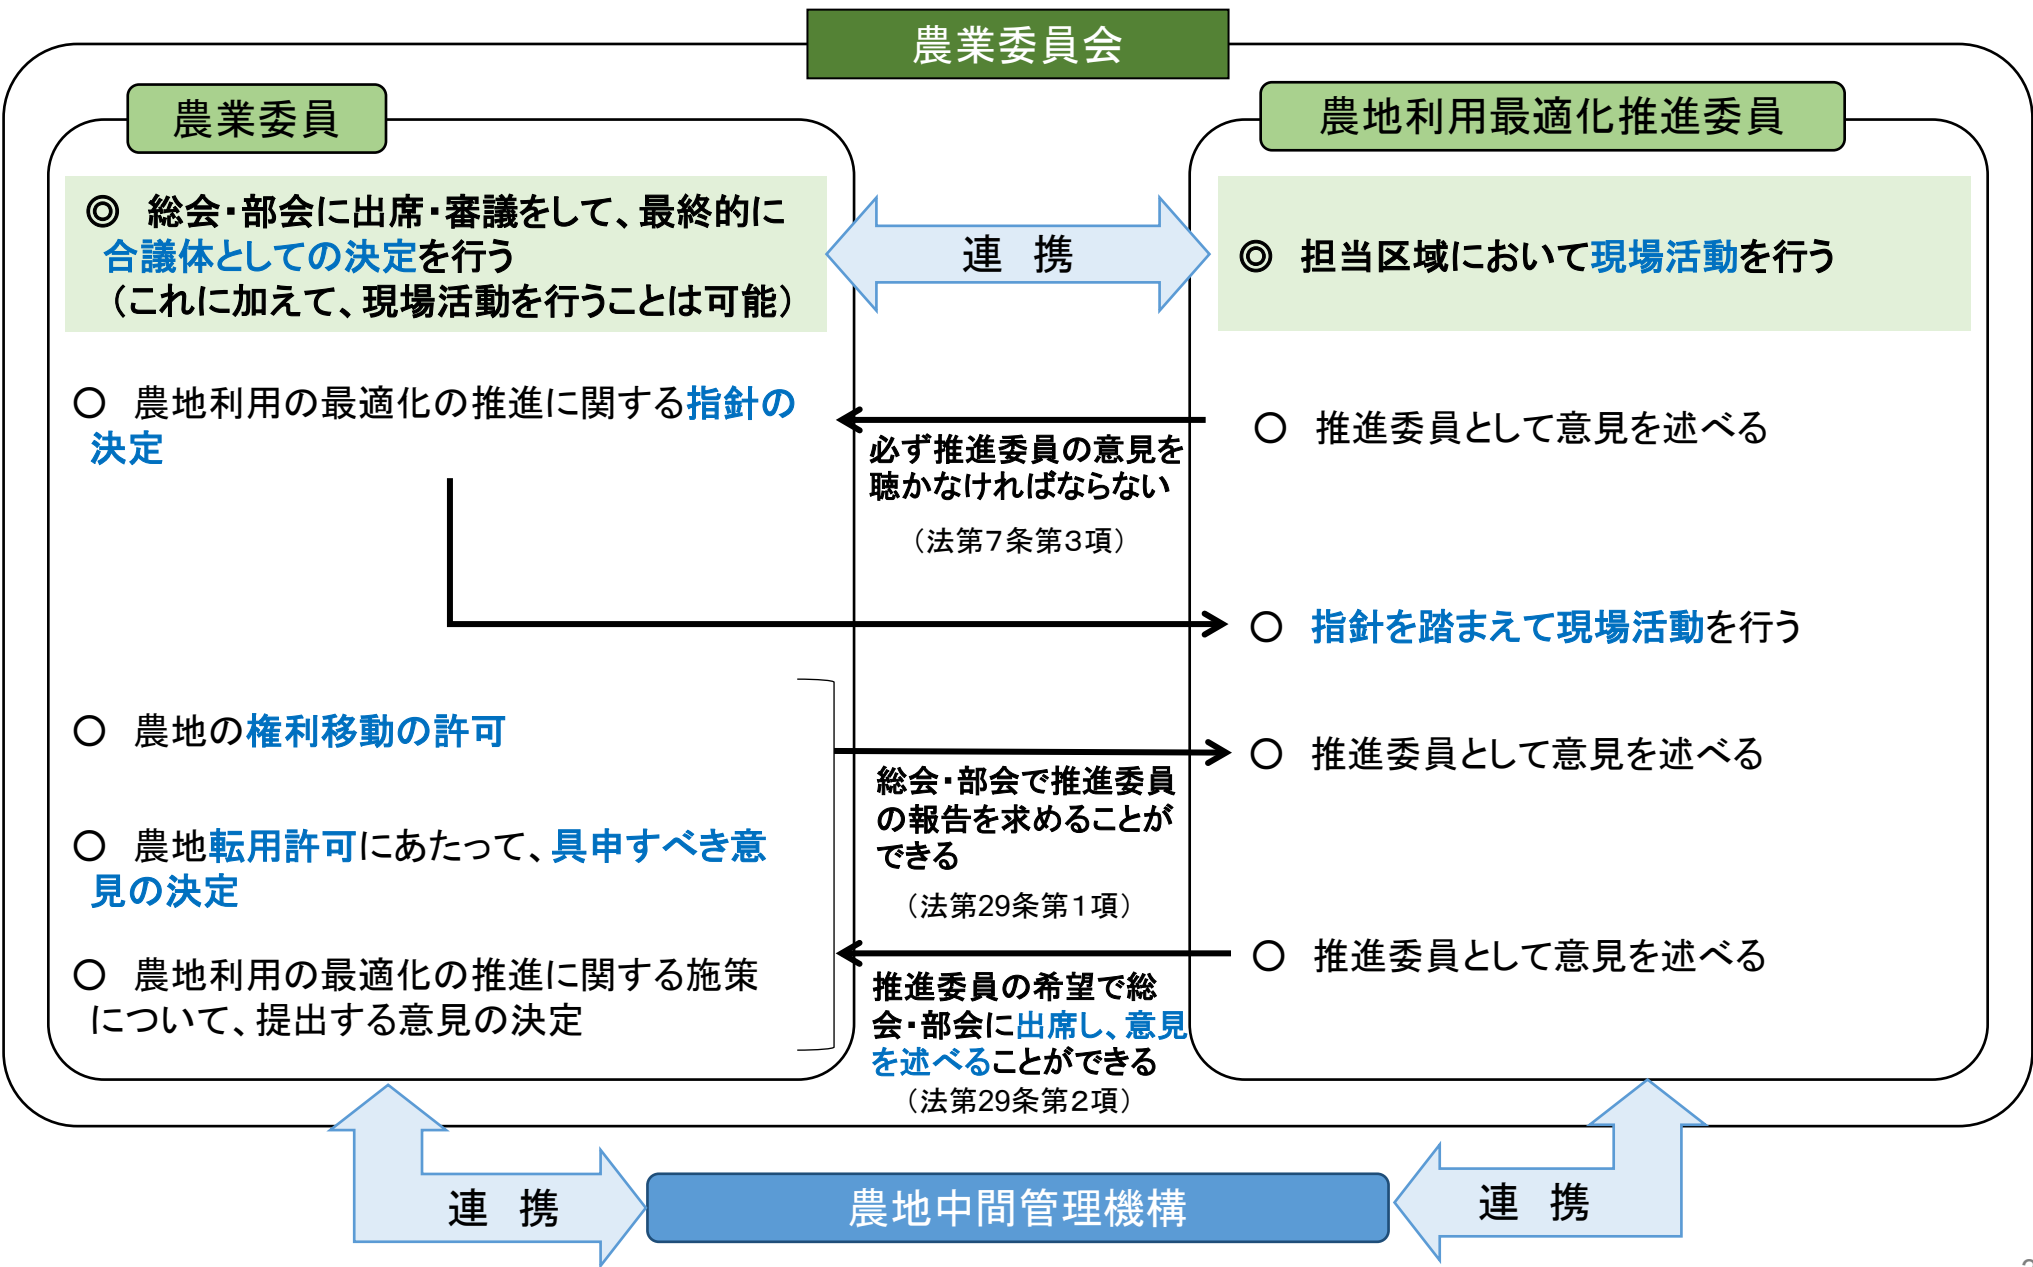 農業委員会
農業委員
◎ 総会・部会に出席・審議をして、最終的に
合議体としての決定を行う
（これに加えて、現場活動を行うことは可能）
○ 農地利用の最適化の推進に関する指針の
決定
○ 農地の権利移動の許可
○ 農地転用許可にあたって、具申すべき意
見の決定
○ 農地利用の最適化の推進に関する施策
について、提出する意見の決定
連 携
必ず推進委員の意見を
聴かなければならない
（法第7条第3項）
総会・部会で推進委員
の報告を求めることが
できる
（法第29条第1項）
推進委員の希望で総
会・部会に出席し、意見
を述べることができる
（法第29条第2項）
農地利用最適化推進委員
◎ 担当区域において現場活動を行う
○ 推進委員として意見を述べる
○ 指針を踏まえて現場活動を行う
○ 推進委員として意見を述べる
○ 推進委員として意見を述べる
連 携
農地中間管理機構
連 携